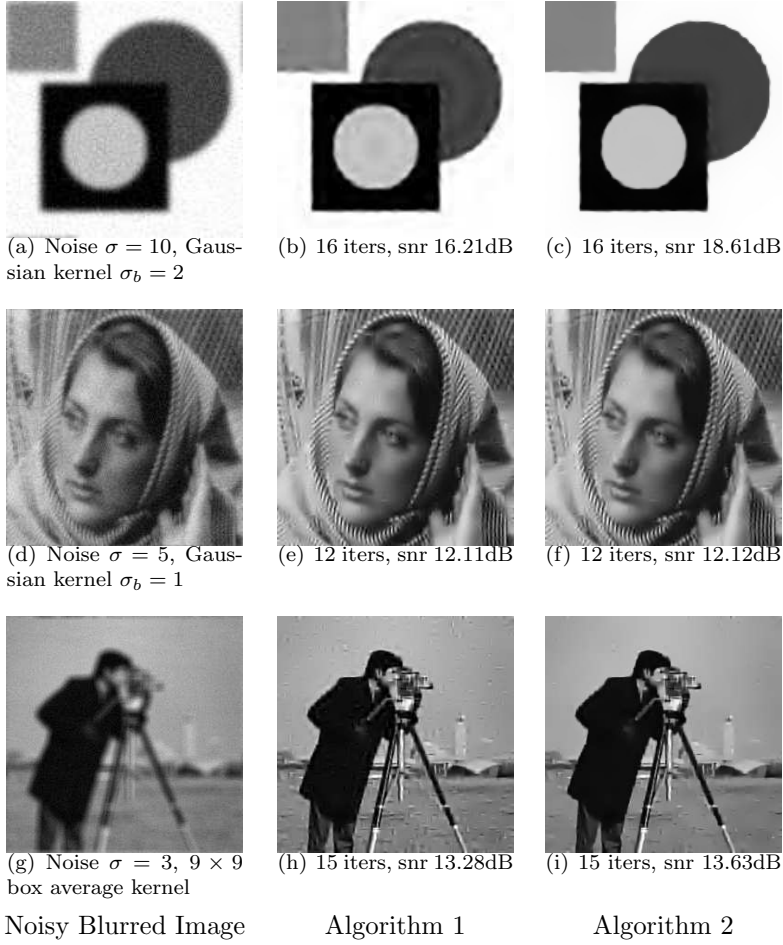 (a) Noise σ = 10, Gaus-
sian kernel σ_b = 2
(b) 16 iters, snr 16.21dB
(c) 16 iters, snr 18.61dB
(d) Noise σ = 5, Gaus-
sian kernel σ_b = 1
(e) 12 iters, snr 12.11dB
(f) 12 iters, snr 12.12dB
(g) Noise σ = 3, 9 × 9
box average kernel
(h) 15 iters, snr 13.28dB
(i) 15 iters, snr 13.63dB
Noisy Blurred Image
Algorithm 1
Algorithm 2